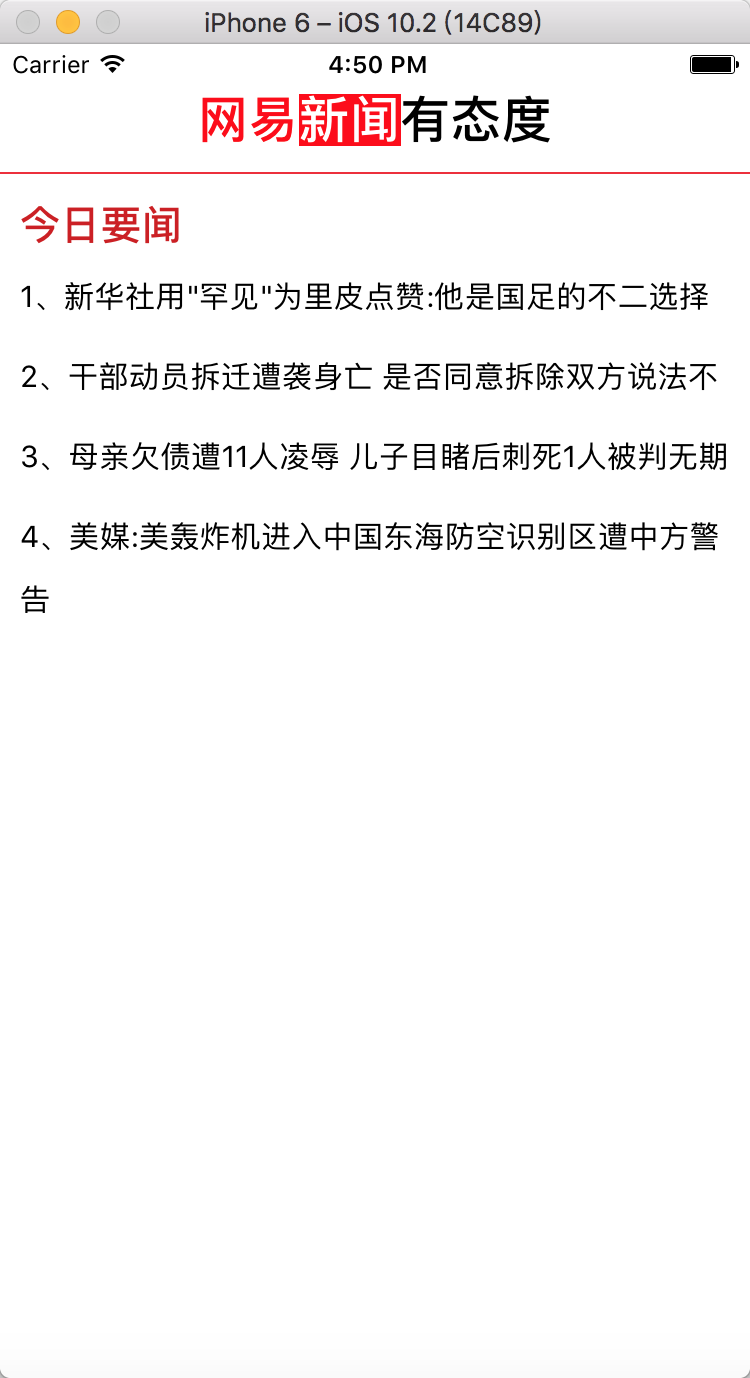 iPhone 6 – iOS 10.2 (14C89)
Carrier 4:50 PM
网易新闻有态度
今日要闻
1、新华社用"罕见"为里皮点赞:他是国足的不二选择
2、干部动员拆迁遭袭身亡 是否同意拆除双方说法不
3、母亲欠债遭11人凌辱 儿子目睹后刺死1人被判无期
4、美媒:美轰炸机进入中国东海防空识别区遭中方警
告